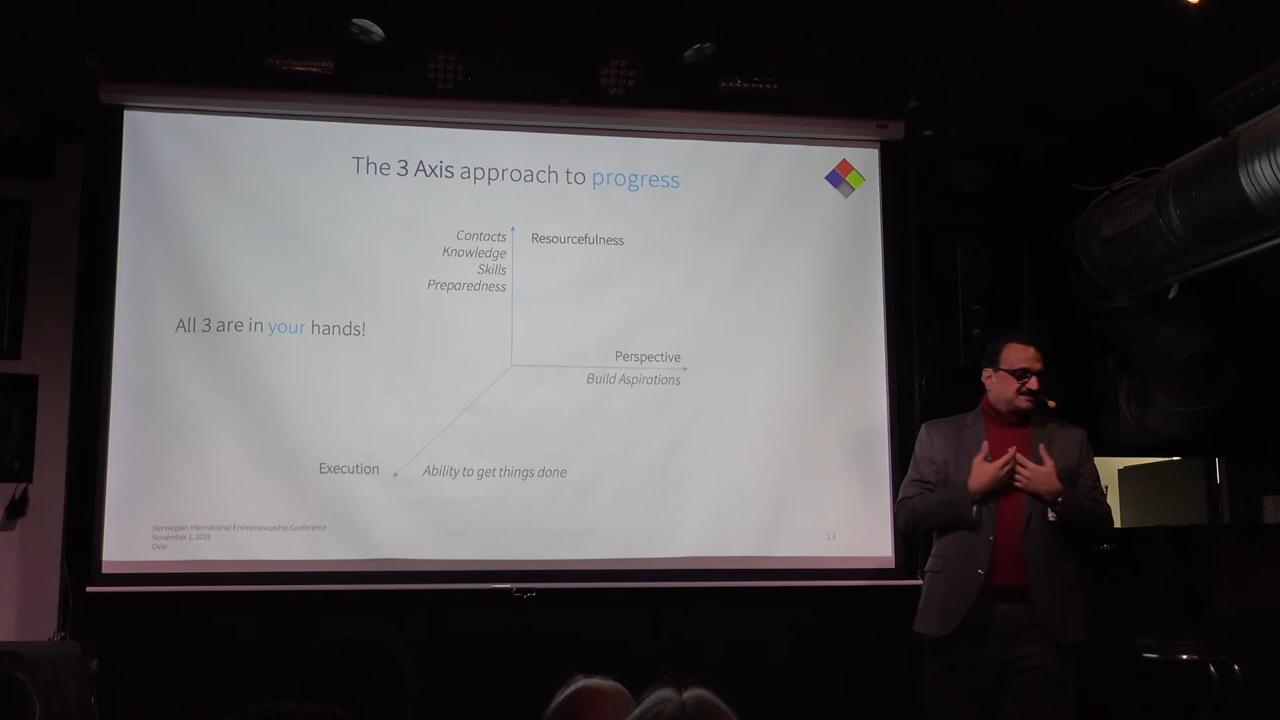 The 3 Axis approach to progress
Contacts
Knowledge
Skills
Preparedness
Resourcefulness
All 3 are in your hands!
Perspective
Build Aspirations
Execution
Ability to get things done
Norwegian International Entrepreneurship Conference
November 1, 2019
Oslo
13